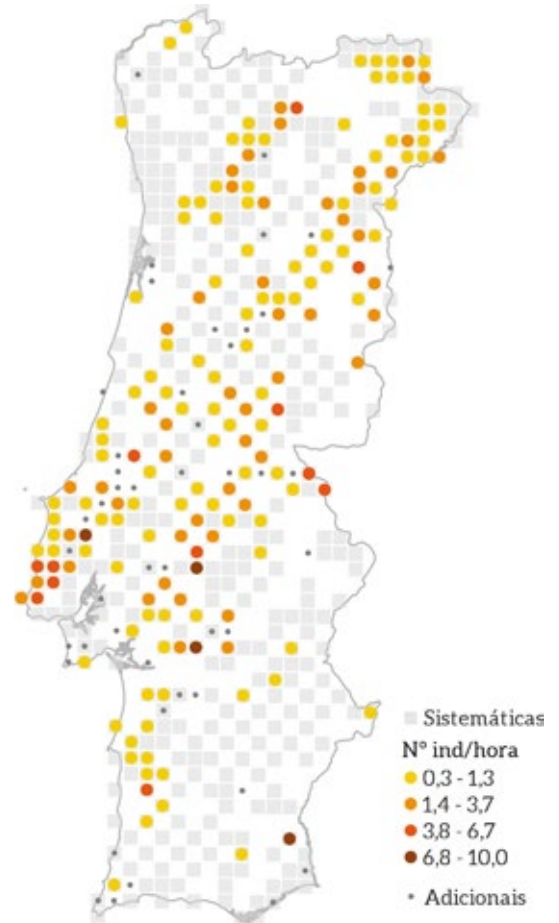 Sistemáticas
N° ind/hora
0,3 - 1,3
1,4 - 3,7
3,8 - 6,7
6,8 - 10,0
Adicionais